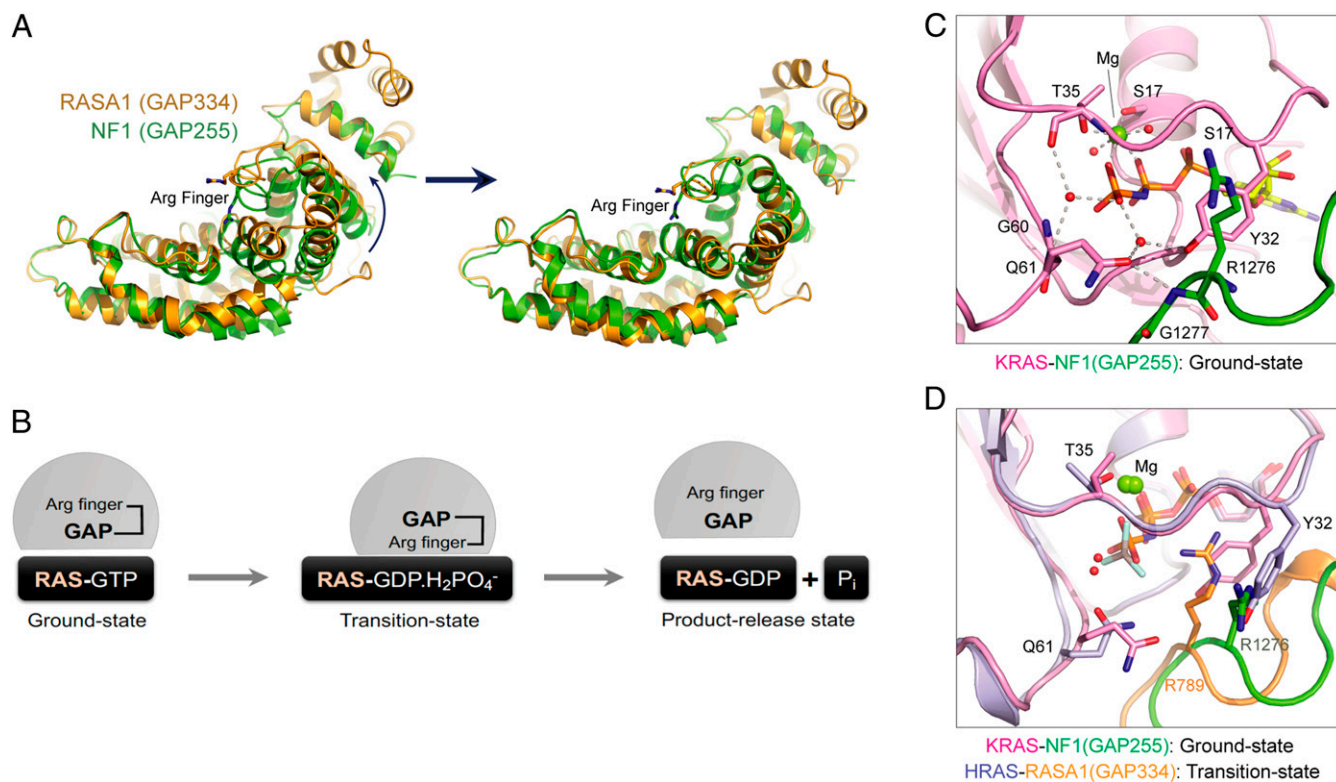 A
RASA1 (GAP334)
NF1 (GAP255)
Arg Finger
Arg Finger
B
Arg finger
GAP
RAS-GTP
Ground-state
GAP
Arg finger
RAS-GDP.H₂PO₄⁻
Transition-state
Arg finger
GAP
RAS-GDP + Pᵢ
Product-release state
C
Mg
T35
S17
S17
G60
Q61
Y32
R1276
G1277
KRAS-NF1(GAP255): Ground-state
D
T35
Mg
Y32
Q61
R1276
R789
KRAS-NF1(GAP255): Ground-state
HRAS-RASA1(GAP334): Transition-state